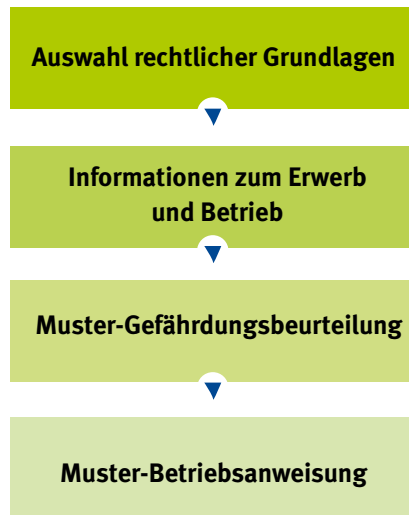 Auswahl rechtlicher Grundlagen
Informationen zum Erwerb
und Betrieb
Muster-Gefährdungsbeurteilung
Muster-Betriebsanweisung